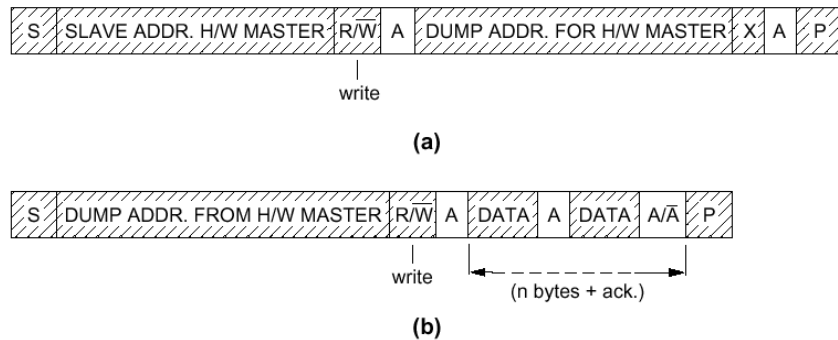 S SLAVE ADDR. H/W MASTER R/W̅ A DUMP ADDR. FOR H/W MASTER X A P
write
(a)
S DUMP ADDR. FROM H/W MASTER R/W̅ A DATA A DATA A/A̅ P
write
(n bytes + ack.)
(b)